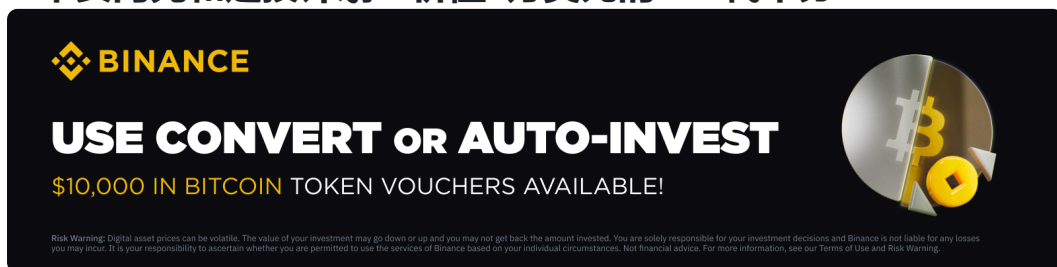 BINANCE
USE CONVERT OR AUTO-INVEST
$10,000 IN BITCOIN TOKEN VOUCHERS AVAILABLE!
Risk Warning: Digital asset prices can be volatile. The value of your investment may go down or up and you may not get back the amount invested. You are solely responsible for your investment decisions and Binance is not liable for any losses
you may incur. It is your responsibility to ascertain whether you are permitted to use the services of Binance based on your individual circumstances. Not financial advice. For more information, see our Terms of Use and Risk Warning.